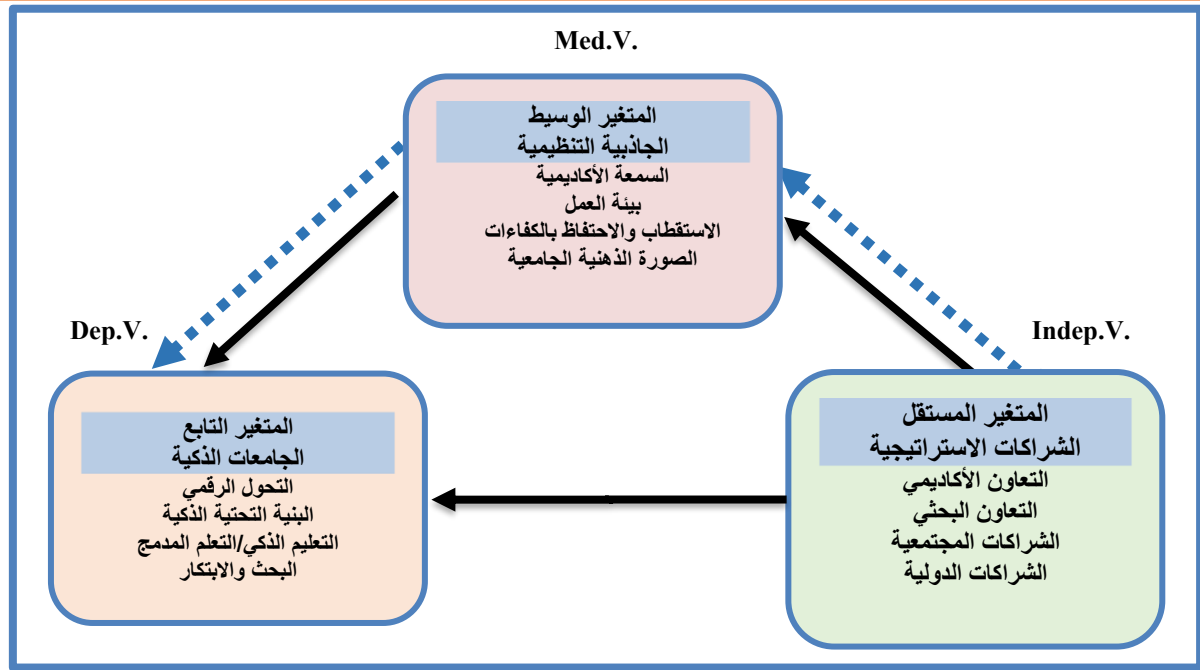 Med.V.
المتغير الوسيط
الجاذبية التنظيمية
السمعة الأكاديمية
بيئة العمل
الاستقطاب والاحتفاظ بالكفاءات
الصورة الذهنية الجامعية
Indep.V.
المتغير المستقل
الشراكات الاستراتيجية
التعاون الأكاديمي
التعاون البحثي
الشراكات المجتمعية
الشراكات الدولية
Dep.V.
المتغير التابع
الجامعات الذكية
التحول الرقمي
البنية التحتية الذكية
التعليم الذكي/التعلم المدمج
البحث والابتكار